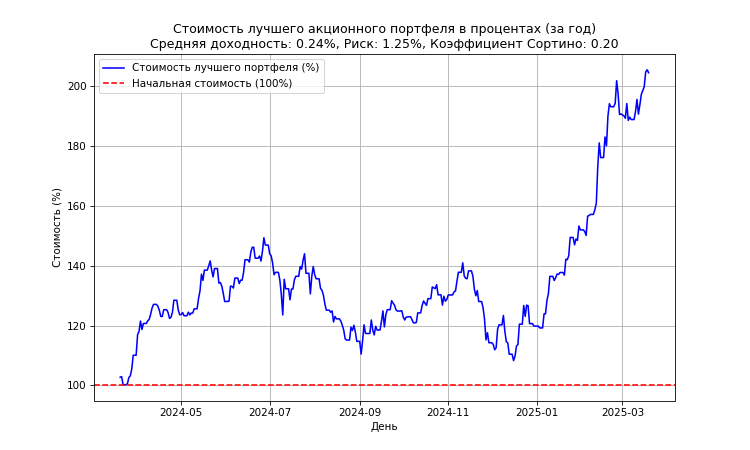 Стоимость лучшего акционного портфеля в процентах (за год)
Средняя доходность: 0.24%, Риск: 1.25%, Коэффициент Сортино: 0.20
Стоимость лучшего портфеля (%)
Начальная стоимость (100%)
Стоимость (%)
200
180
160
140
120
100
2024-05
2024-07
2024-09
2024-11
2025-01
2025-03
День